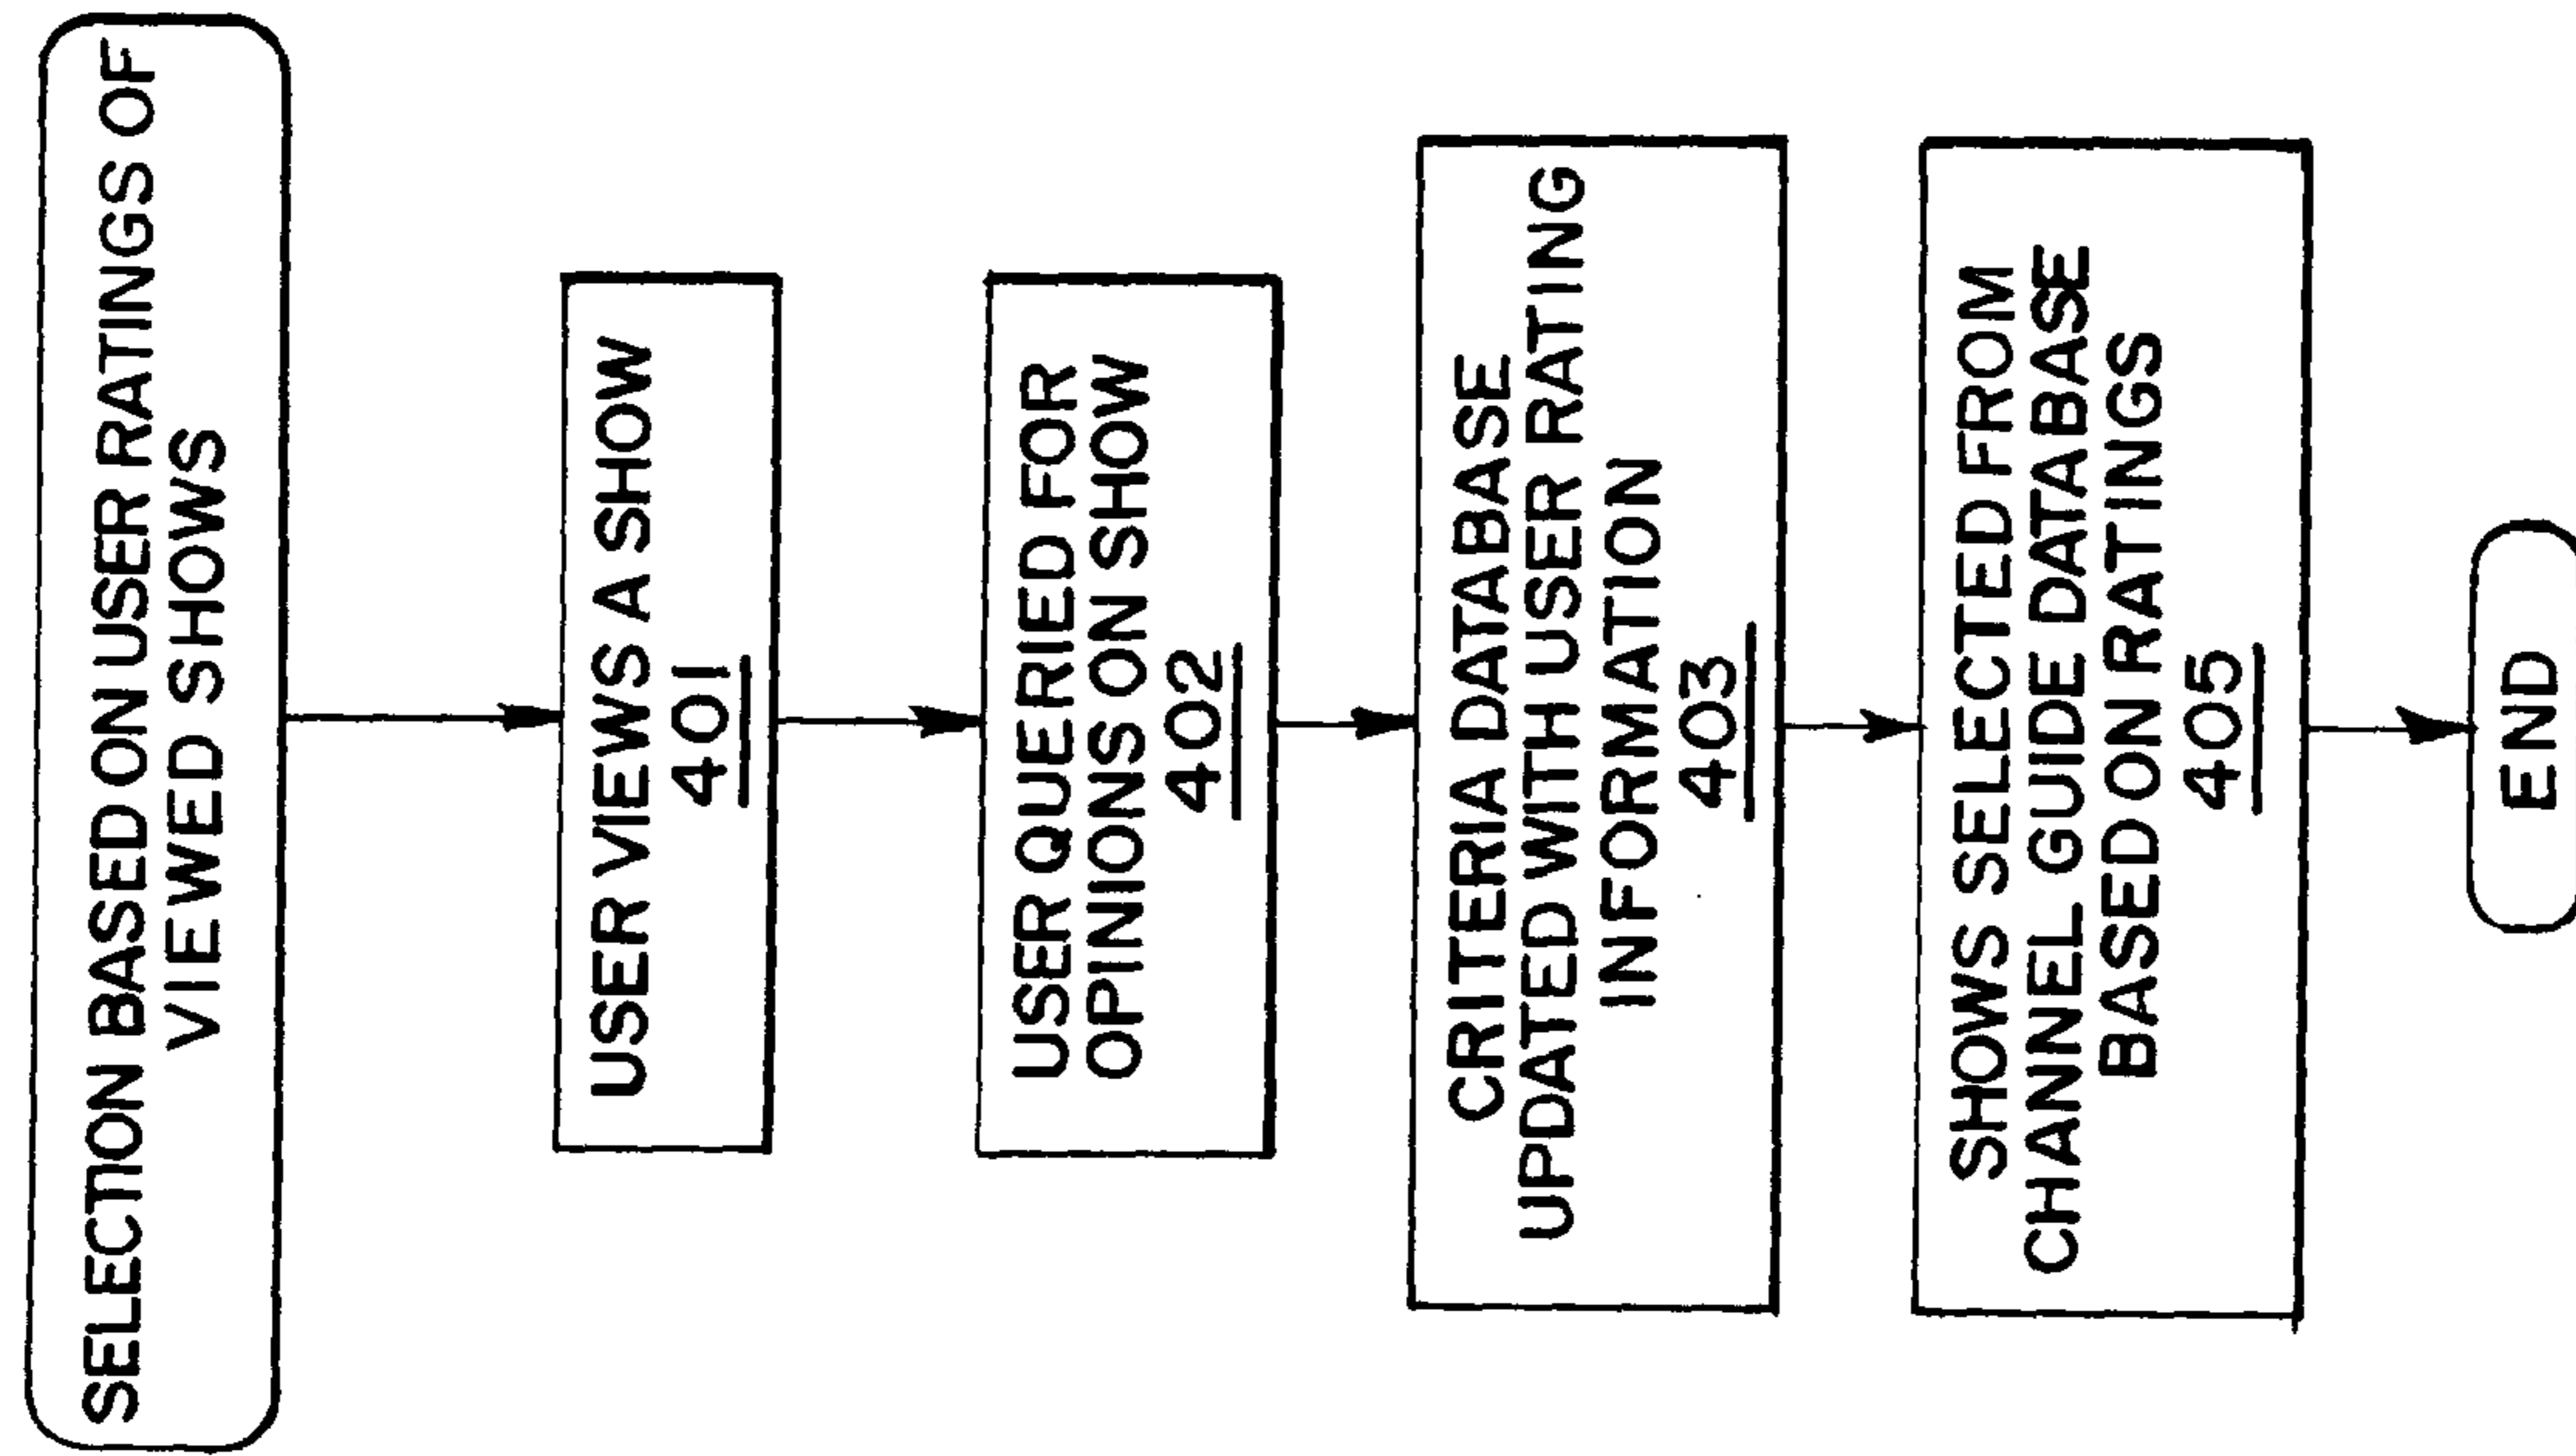 SELECTION BASED ON USER RATINGS OF
VIEWED SHOWS
USER VIEWS A SHOW
401
USER QUERIED FOR
OPINIONS ON SHOW
402
CRITERIA DATABASE
UPDATED WITH USER RATING
INFORMATION
403
SHOWS SELECTED FROM
CHANNEL GUIDE DATABASE
BASED ON RATINGS
405
END